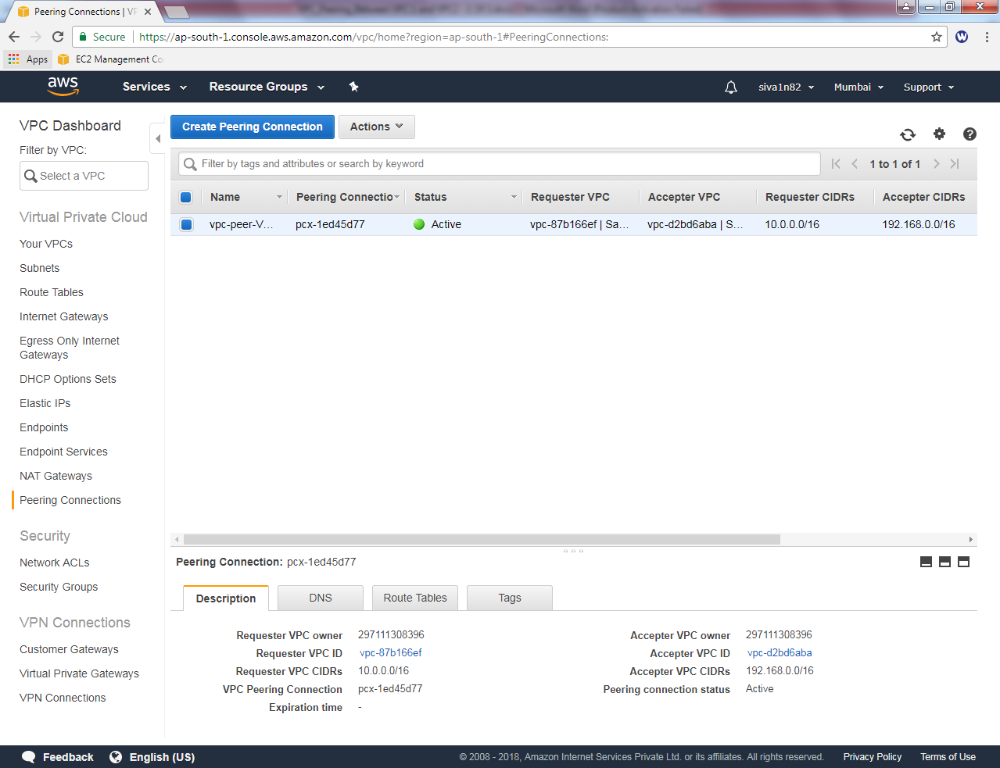 Peering Connections | VP
Secure https://ap-south-1.console.aws.amazon.com/vpc/home?region=ap-south-1#PeeringConnections:
Apps EC2 Management Co
aws Services Resource Groups siva1n82 Mumbai Support
VPC Dashboard
Filter by VPC:
Select a VPC
Virtual Private Cloud
Your VPCs
Subnets
Route Tables
Internet Gateways
Egress Only Internet
Gateways
DHCP Options Sets
Elastic IPs
Endpoints
Endpoint Services
NAT Gateways
Peering Connections
Security
Network ACLs
Security Groups
VPN Connections
Customer Gateways
Virtual Private Gateways
VPN Connections
Create Peering Connection Actions
Filter by tags and attributes or search by keyword 1 to 1 of 1
Name Peering Connectio Status Requester VPC Accepter VPC Requester CIDRs Accepter CIDRs
vpc-peer-V... pcx-1ed45d77 Active vpc-87b166ef | Sa... vpc-d2bd6aba | S... 10.0.0.0/16 192.168.0.0/16
Peering Connection: pcx-1ed45d77
Description DNS Route Tables Tags
Requester VPC owner 297111308396 Accepter VPC owner 297111308396
Requester VPC ID vpc-87b166ef Accepter VPC ID vpc-d2bd6aba
Requester VPC CIDRs 10.0.0.0/16 Accepter VPC CIDRs 192.168.0.0/16
VPC Peering Connection pcx-1ed45d77 Peering connection status Active
Expiration time -
Feedback English (US) © 2008 - 2018, Amazon Internet Services Private Ltd. or its affiliates. All rights reserved. Privacy Policy Terms of Use